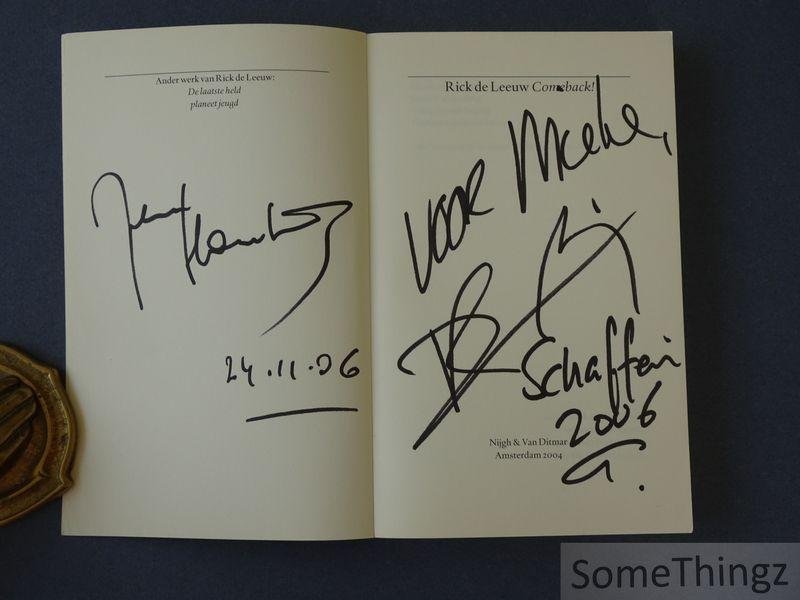 Ander werk van Rick de Leeuw:
De laatste held
planeet jeugd
24.11.06
Rick de Leeuw Comeback!
VOOR Mieke,
Schaffen
2006
Nijgh & Van Ditmar
Amsterdam 2004
SomeThingz